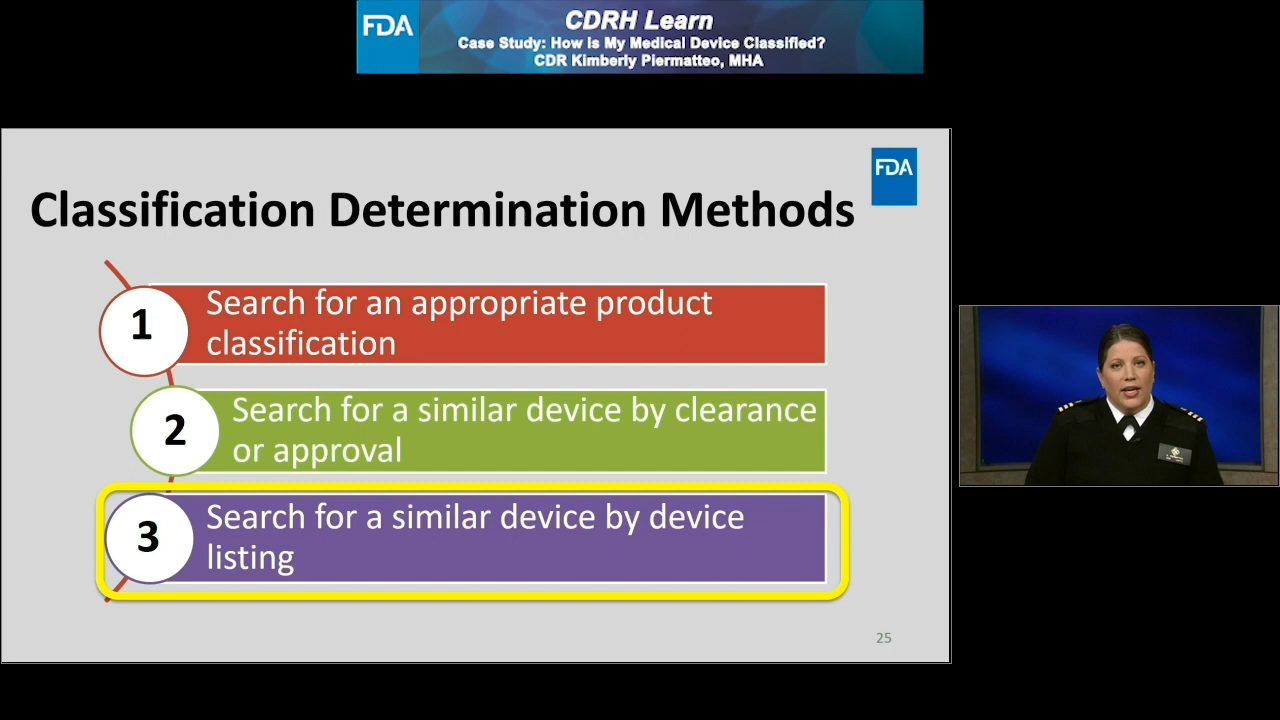 FDA
CDRH Learn
Case Study: How is My Medical Device Classified?
CDR Kimberly Piermatteo, MHA
FDA
Classification Determination Methods
1
Search for an appropriate product
classification
2
Search for a similar device by clearance
or approval
3
Search for a similar device by device
listing
25